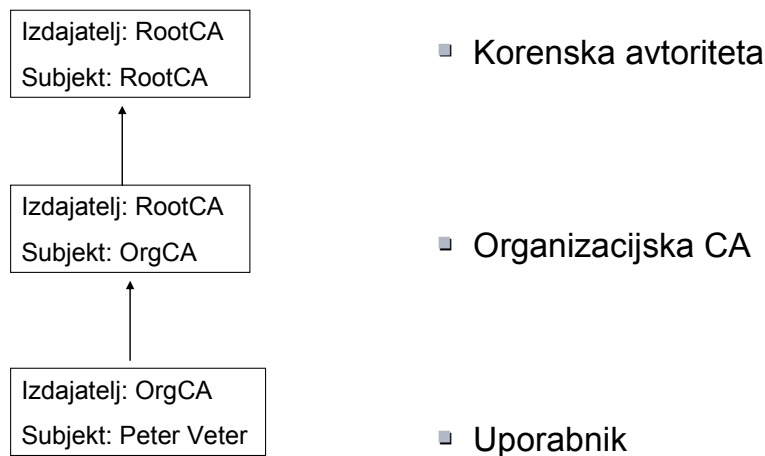 Izdajatelj: RootCA
Subjekt: RootCA
Korenska avtoriteta
Izdajatelj: RootCA
Subjekt: OrgCA
Organizacijska CA
Izdajatelj: OrgCA
Subjekt: Peter Veter
Uporabnik